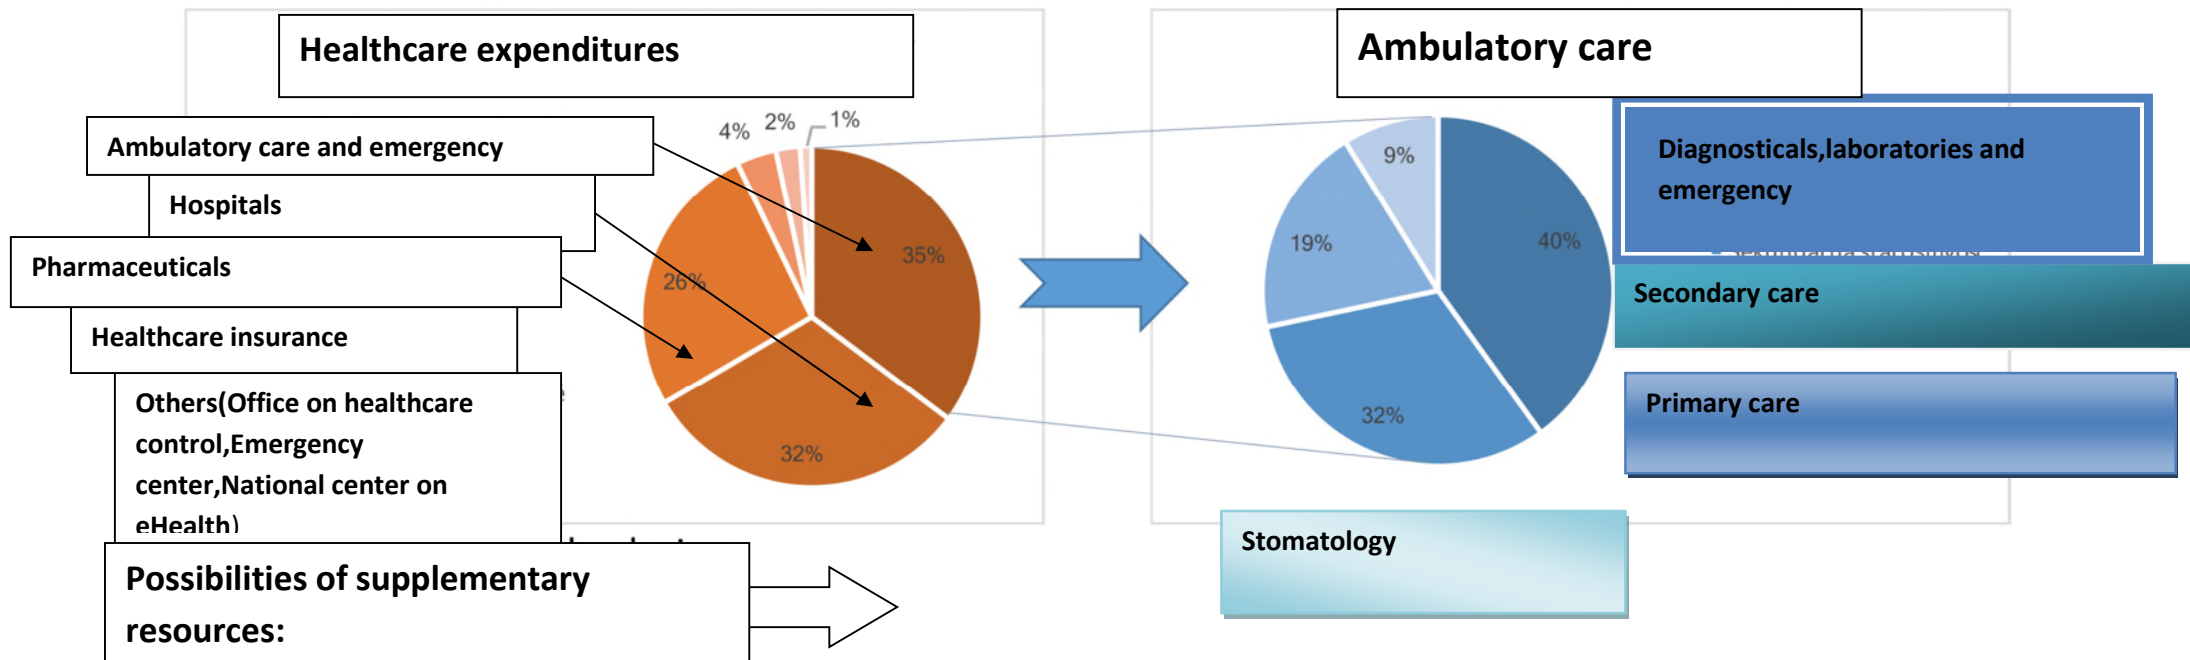 Healthcare expenditures
Ambulatory care and emergency
Hospitals
Pharmaceuticals
Healthcare insurance
Others(Office on healthcare
control,Emergency
center,National center on
eHealth)
Possibilities of supplementary
resources:
4%
2%
1%
35%
26%
32%
Ambulatory care
9%
40%
19%
32%
Diagnosticals,laboratories and
emergency
Secondary care
Primary care
Stomatology